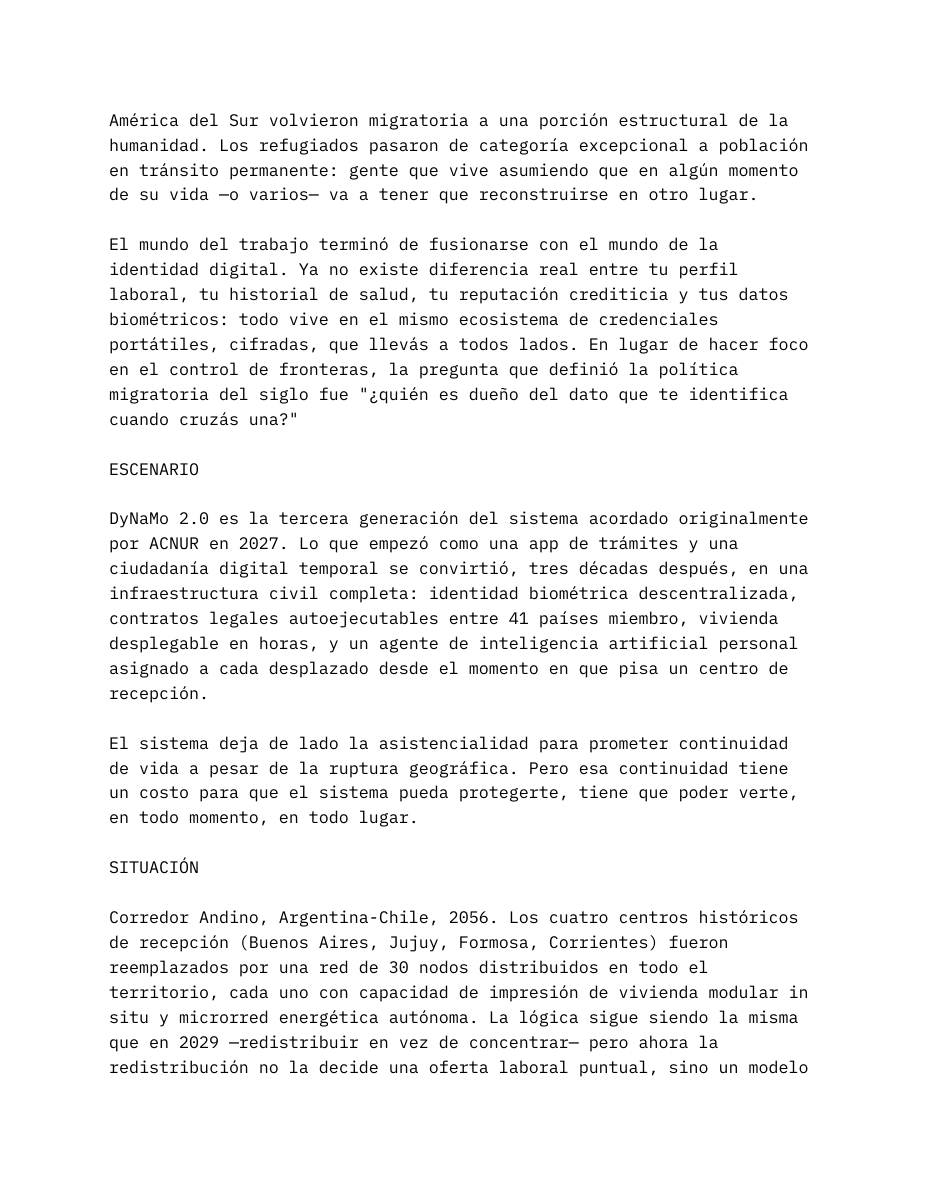 América del Sur volvieron migratoria a una porción estructural de la
humanidad. Los refugiados pasaron de categoría excepcional a población
en tránsito permanente: gente que vive asumiendo que en algún momento
de su vida —o varios— va a tener que reconstruirse en otro lugar.
El mundo del trabajo terminó de fusionarse con el mundo de la
identidad digital. Ya no existe diferencia real entre tu perfil
laboral, tu historial de salud, tu reputación crediticia y tus datos
biométricos: todo vive en el mismo ecosistema de credenciales
portátiles, cifradas, que llevás a todos lados. En lugar de hacer foco
en el control de fronteras, la pregunta que definió la política
migratoria del siglo fue "¿quién es dueño del dato que te identifica
cuando cruzás una?"
ESCENARIO
DyNaMo 2.0 es la tercera generación del sistema acordado originalmente
por ACNUR en 2027. Lo que empezó como una app de trámites y una
ciudadanía digital temporal se convirtió, tres décadas después, en una
infraestructura civil completa: identidad biométrica descentralizada,
contratos legales autoejecutables entre 41 países miembro, vivienda
desplegable en horas, y un agente de inteligencia artificial personal
asignado a cada desplazado desde el momento en que pisa un centro de
recepción.
El sistema deja de lado la asistencialidad para prometer continuidad
de vida a pesar de la ruptura geográfica. Pero esa continuidad tiene
un costo para que el sistema pueda protegerte, tiene que poder verte,
en todo momento, en todo lugar.
SITUACIÓN
Corredor Andino, Argentina-Chile, 2056. Los cuatro centros históricos
de recepción (Buenos Aires, Jujuy, Formosa, Corrientes) fueron
reemplazados por una red de 30 nodos distribuidos en todo el
territorio, cada uno con capacidad de impresión de vivienda modular in
situ y microrred energética autónoma. La lógica sigue siendo la misma
que en 2029 —redistribuir en vez de concentrar— pero ahora la
redistribución no la decide una oferta laboral puntual, sino un modelo